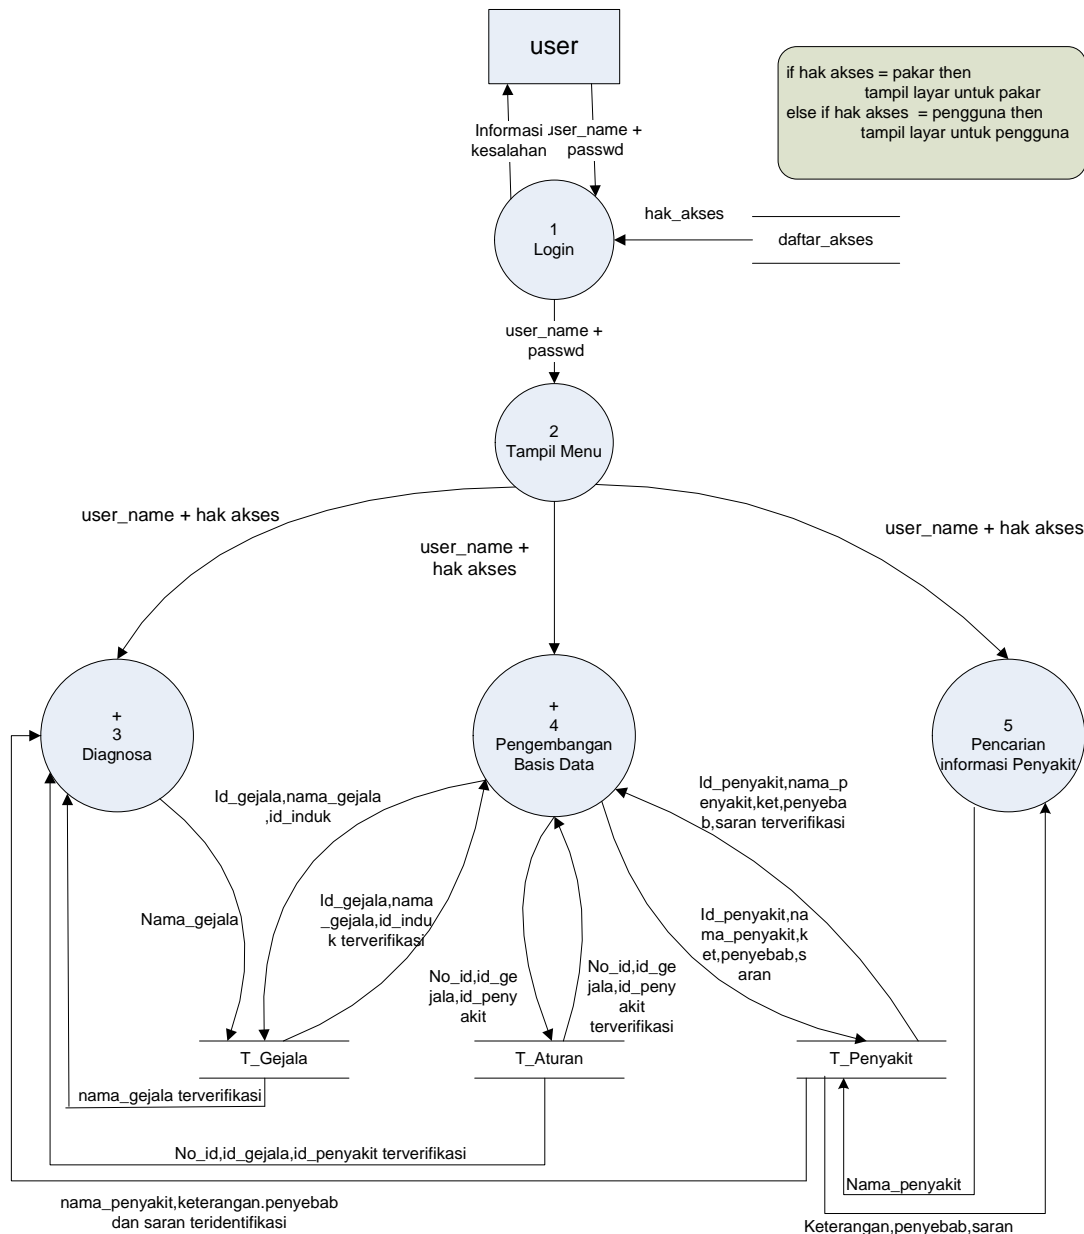 user
if hak akses = pakar then
tampil layar untuk pakar
else if hak akses = pengguna then
tampil layar untuk pengguna
Informasi
kesalahan
user_name +
passwd
1
Login
hak_akses
daftar_akses
user_name +
passwd
2
Tampil Menu
user_name + hak akses
user_name +
hak akses
user_name + hak akses
+
3
Diagnosa
+
4
Pengembangan
Basis Data
5
Pencarian
informasi Penyakit
Id_gejala,nama_gejala
,id_induk
Id_penyakit,nama_p
enyakit,ket,penyeba
b,saran terverifikasi
Nama_gejala
Id_gejala,nama
_gejala,id_indu
k terverifikasi
Id_penyakit,na
ma_penyakit,k
et,penyebab,s
aran
No_id,id_ge
jala,id_peny
akit
No_id,id_ge
jala,id_peny
akit
terverifikasi
T_Gejala
T_Aturan
T_Penyakit
nama_gejala terverifikasi
No_id,id_gejala,id_penyakit terverifikasi
Nama_penyakit
nama_penyakit,keterangan.penyebab
dan saran teridentifikasi
Keterangan,penyebab,saran